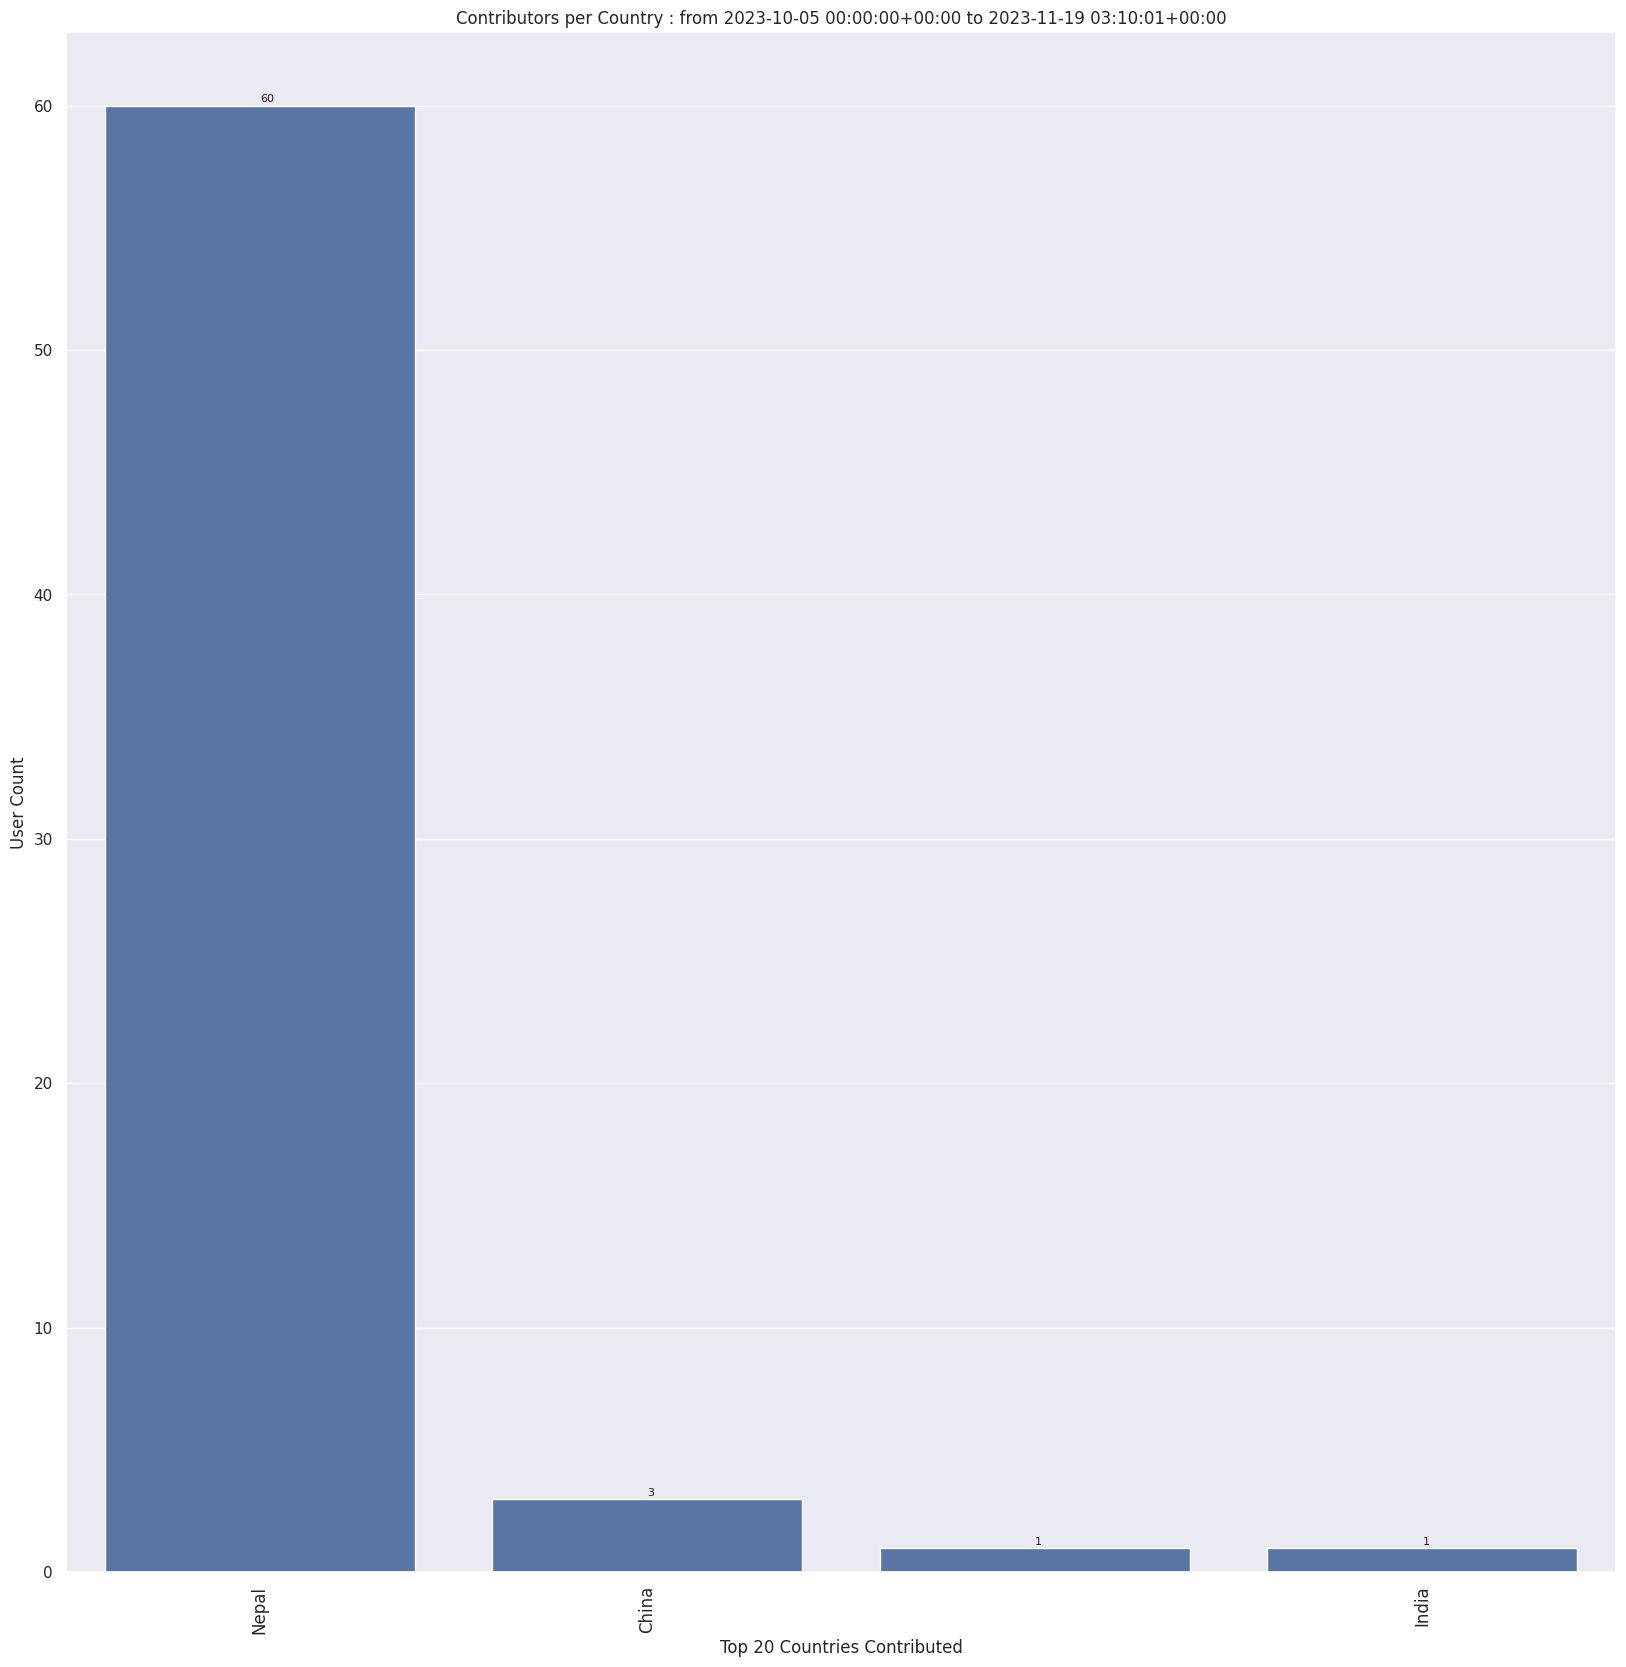 Contributors per Country : from 2023-10-05 00:00:00+00:00 to 2023-11-19 03:10:01+00:00
User Count
60
50
40
30
20
10
0
60
3
1
1
Nepal
China
India
Top 20 Countries Contributed